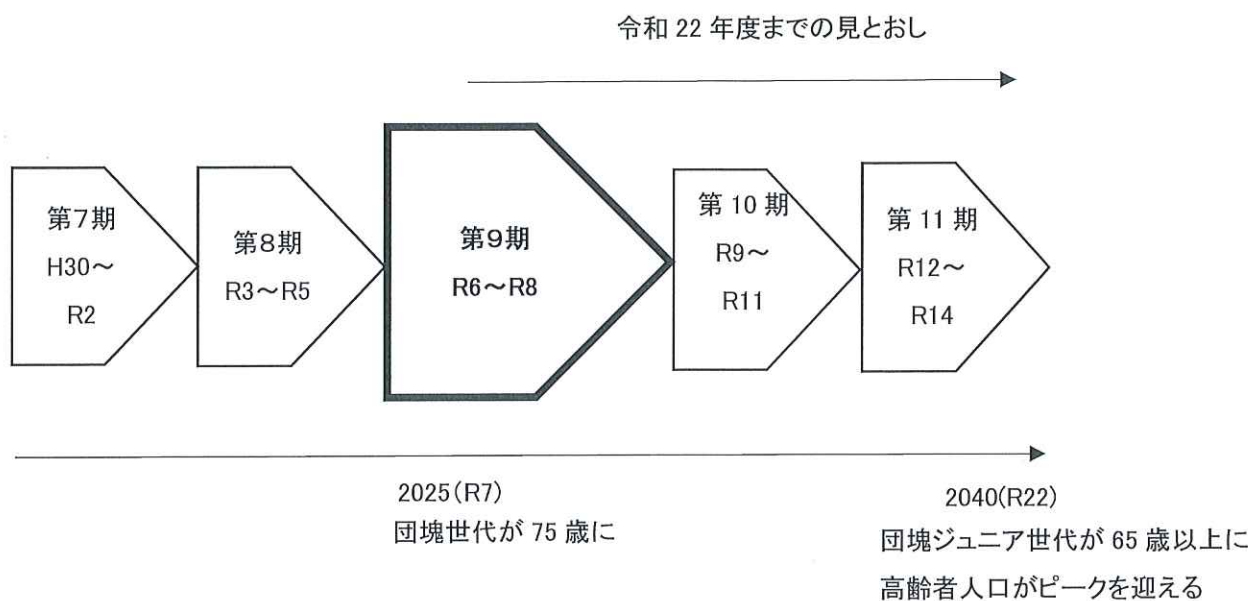 令和 22 年度までの見とおし
第7期
H30～
R2
第8期
R3～R5
第9期
R6～R8
第 10 期
R9～
R11
第 11 期
R12～
R14
2025(R7)
団塊世代が 75 歳に
2040(R22)
団塊ジュニア世代が 65 歳以上に
高齢者人口がピークを迎える